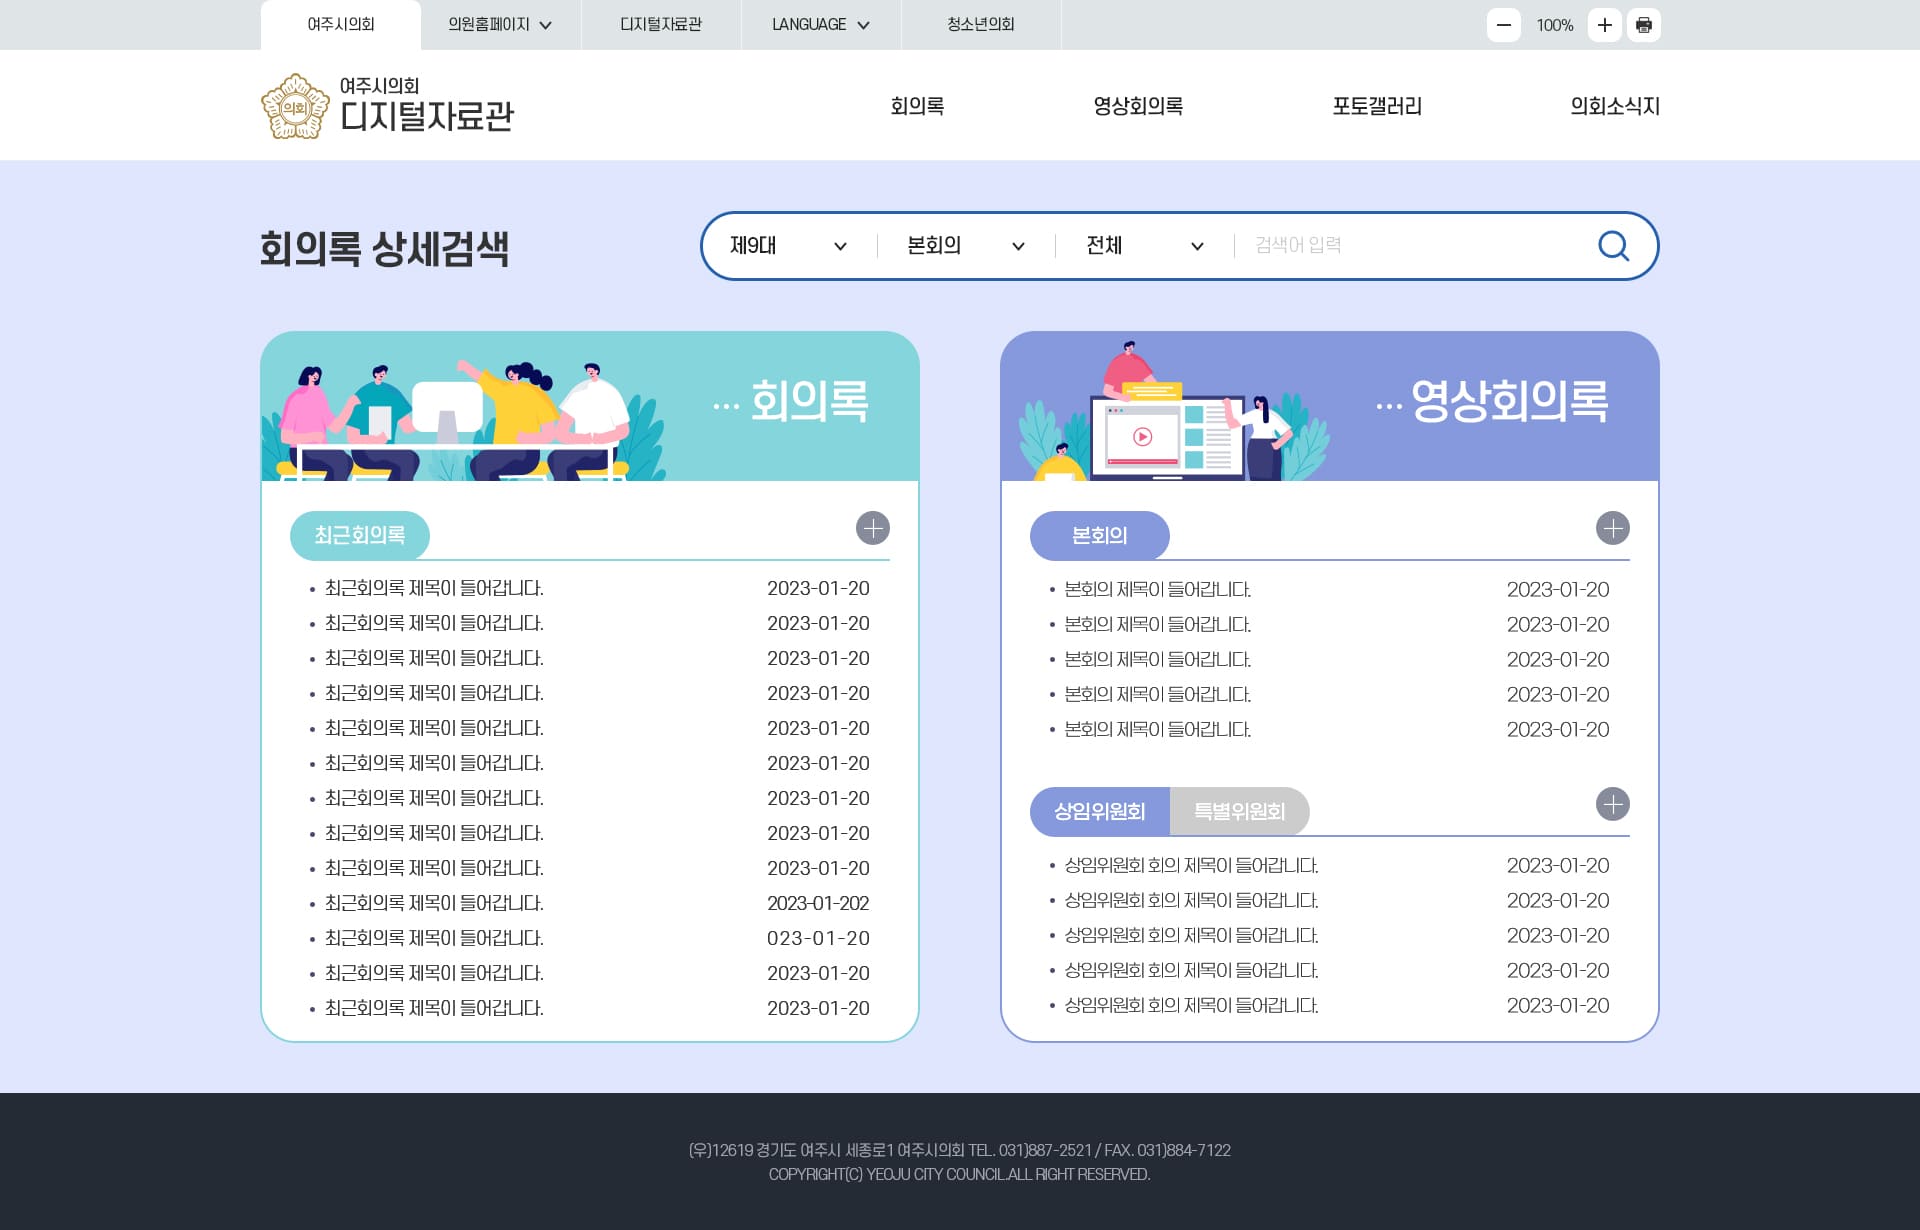 여주시의회 의원홈페이지 디지털자료관 LANGUAGE 청소년의회 100%
의회
여주시의회
디지털자료관
회의록 영상회의록 포토갤러리 의회소식지
회의록 상세검색
제9대 본회의 전체 검색어 입력
... 회의록
최근회의록
최근회의록 제목이 들어갑니다. 2023-01-20
최근회의록 제목이 들어갑니다. 2023-01-20
최근회의록 제목이 들어갑니다. 2023-01-20
최근회의록 제목이 들어갑니다. 2023-01-20
최근회의록 제목이 들어갑니다. 2023-01-20
최근회의록 제목이 들어갑니다. 2023-01-20
최근회의록 제목이 들어갑니다. 2023-01-20
최근회의록 제목이 들어갑니다. 2023-01-20
최근회의록 제목이 들어갑니다. 2023-01-20
최근회의록 제목이 들어갑니다. 2023-01-202
최근회의록 제목이 들어갑니다. 023-01-20
최근회의록 제목이 들어갑니다. 2023-01-20
최근회의록 제목이 들어갑니다. 2023-01-20
... 영상회의록
본회의
본회의 제목이 들어갑니다. 2023-01-20
본회의 제목이 들어갑니다. 2023-01-20
본회의 제목이 들어갑니다. 2023-01-20
본회의 제목이 들어갑니다. 2023-01-20
본회의 제목이 들어갑니다. 2023-01-20
상임위원회 특별위원회
상임위원회 회의 제목이 들어갑니다. 2023-01-20
상임위원회 회의 제목이 들어갑니다. 2023-01-20
상임위원회 회의 제목이 들어갑니다. 2023-01-20
상임위원회 회의 제목이 들어갑니다. 2023-01-20
상임위원회 회의 제목이 들어갑니다. 2023-01-20
(우)12619 경기도 여주시 세종로1 여주시의회 TEL. 031)887-2521 / FAX. 031)884-7122
COPYRIGHT(C) YEOJU CITY COUNCIL.ALL RIGHT RESERVED.